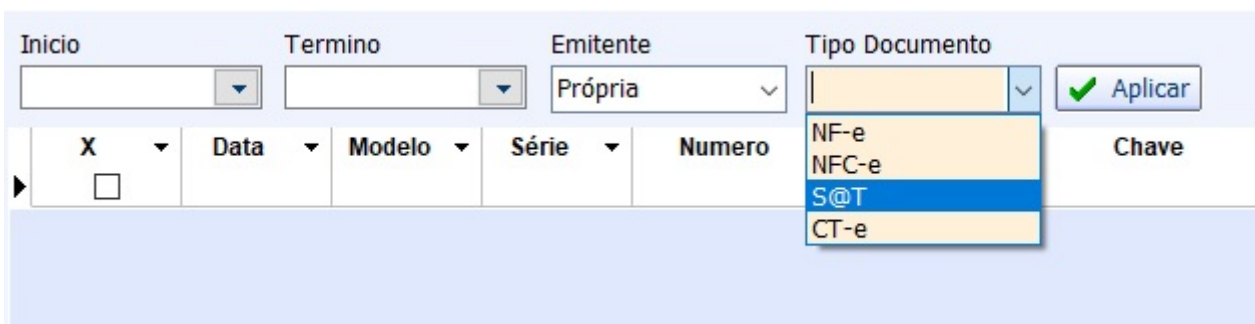 Inicio Termino Emitente Tipo Documento
Própria Aplicar
X Data Modelo Série Numero Chave
NF-e
NFC-e
S@T
CT-e